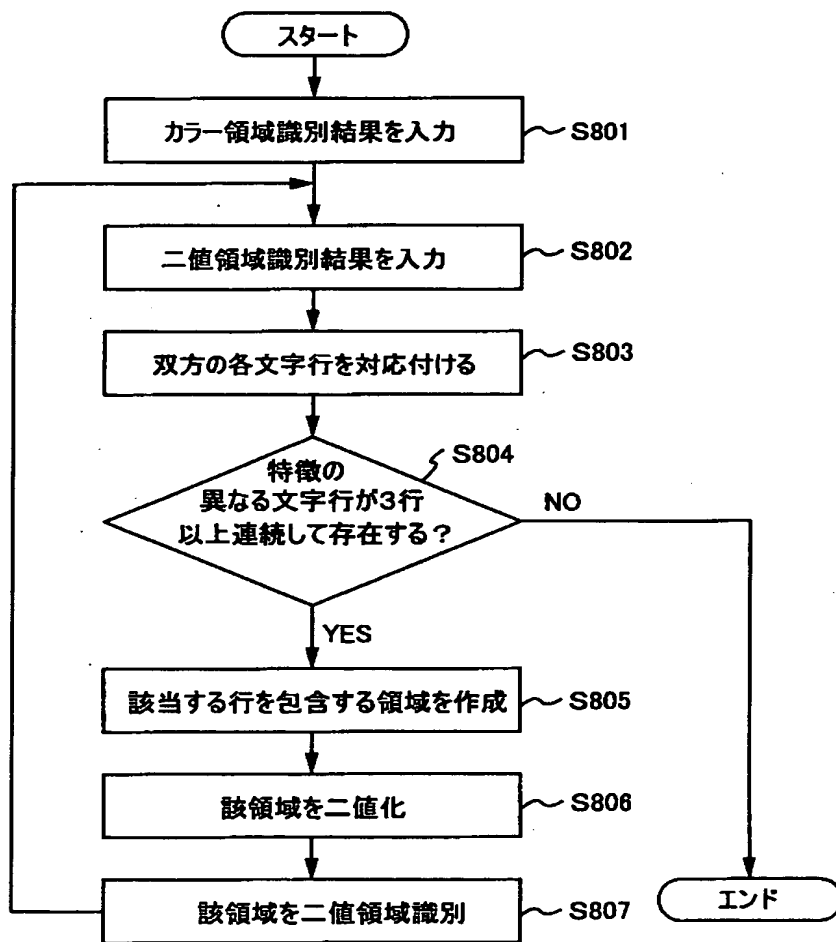 スタート
カラー領域識別結果を入力
S801
二値領域識別結果を入力
S802
双方の各文字行を対応付ける
S803
S804
特徴の
異なる文字行が3行
以上連続して存在する?
NO
YES
該当する行を包含する領域を作成
S805
該領域を二値化
S806
該領域を二値領域識別
S807
エンド